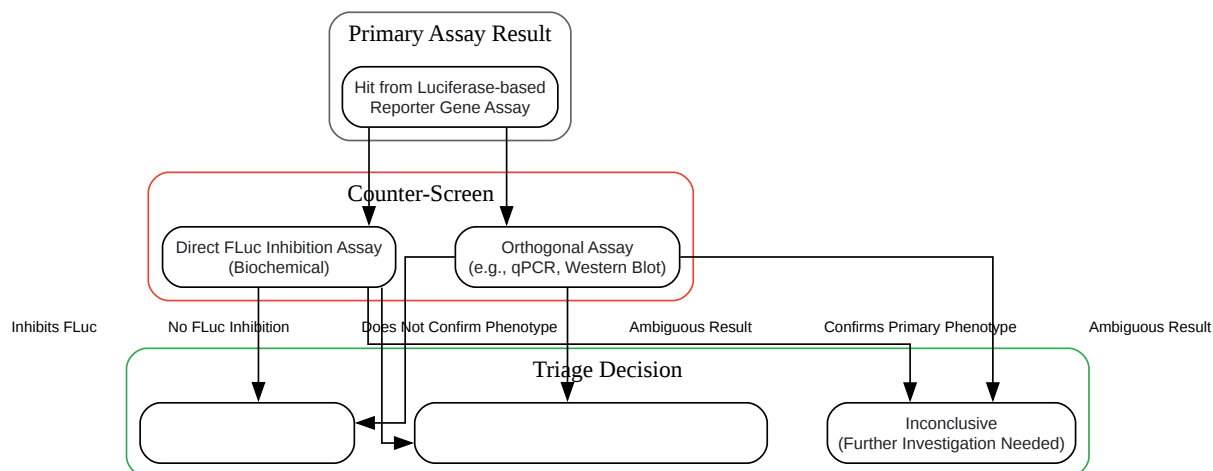 Primary Assay Result
Hit from Luciferase-based
Reporter Gene Assay
Counter-Screen
Direct FLuc Inhibition Assay
(Biochemical)
Orthogonal Assay
(e.g., qPCR, Western Blot)
Inhibits FLuc
No FLuc Inhibition
Does Not Confirm Phenotype
Ambiguous Result
Confirms Primary Phenotype
Ambiguous Result
Triage Decision
Inconclusive
(Further Investigation Needed)